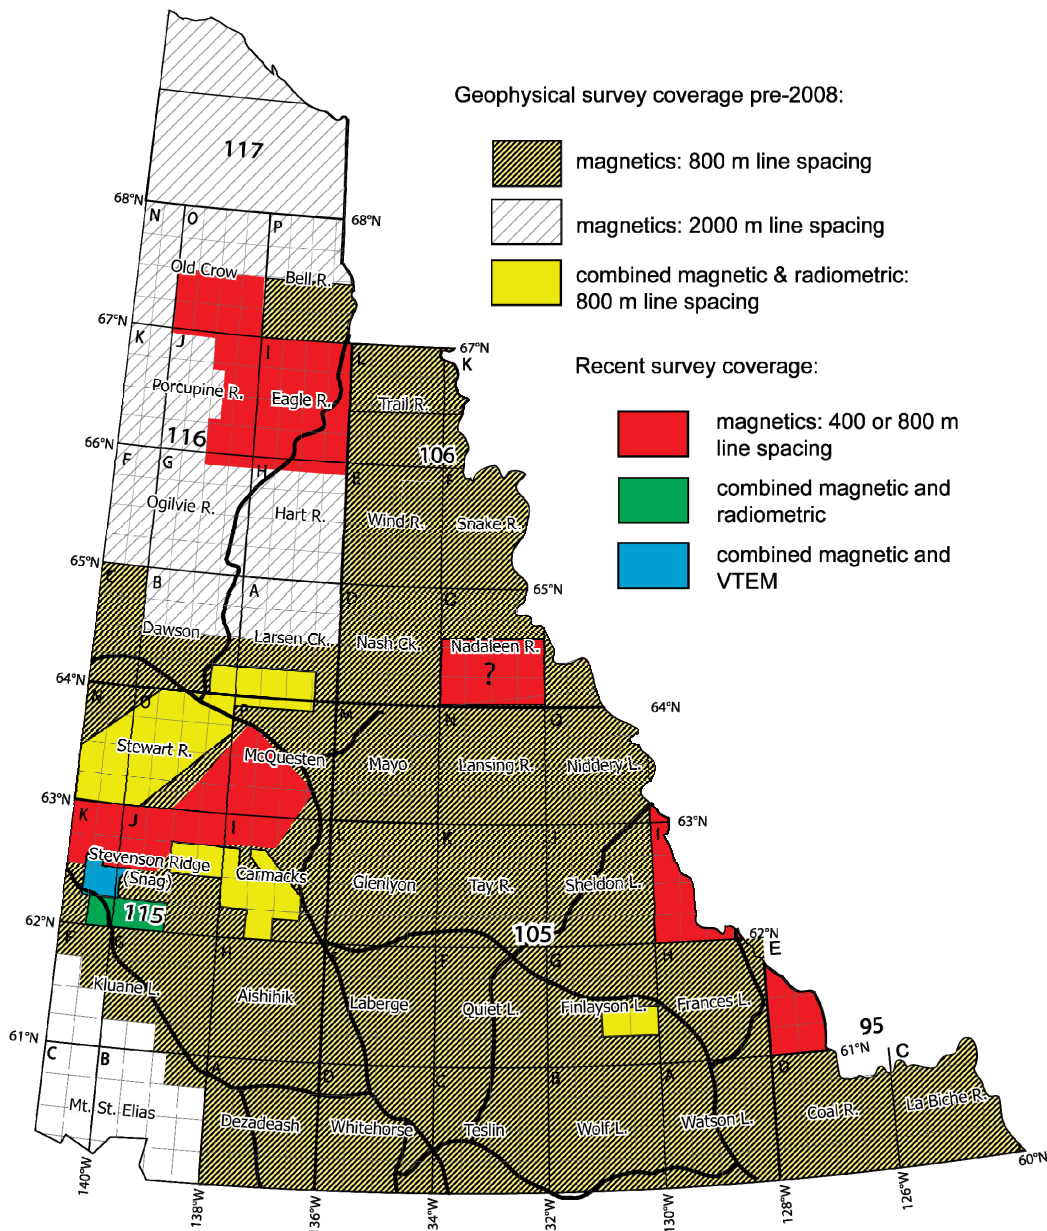 Geophysical survey coverage pre-2008:
magnetics: 800 m line spacing
magnetics: 2000 m line spacing
combined magnetic & radiometric:
800 m line spacing
Recent survey coverage:
magnetics: 400 or 800 m
line spacing
combined magnetic and
radiometric
combined magnetic and
VTEM
117
68°N
68°N
N
O
P
Old Crow
Bell R.
67°N
67°N
K
J
I
L
K
Porcupine R.
Eagle R.
Trail R.
116
106
66°N
F
G
H
E
F
Ogilvie R.
Hart R.
Wind R.
Snake R.
65°N
65°N
C
B
A
D
C
Dawson
Larsen Ck.
Nash Ck.
Nadaleen R.
?
64°N
64°N
N
O
P
M
N
O
Stewart R.
McQuesten
Mayo
Lansing R.
Niddery L.
63°N
63°N
K
J
I
L
K
J
I
Stevenson Ridge
(Snag)
Carmacks
Glenlyon
Tay R.
Sheldon L.
115
105
62°N
62°N
F
G
H
E
F
G
H
E
Kluane L.
Aishihik
Laberge
Quiet L.
Finlayson L.
Frances L.
95
61°N
61°N
C
B
A
D
C
B
A
D
C
Mt. St. Elias
Dezadeash
Whitehorse
Teslin
Wolf L.
Watson L.
Coal R.
La Biche R.
60°N
140°W
138°W
136°W
134°W
132°W
130°W
128°W
126°W